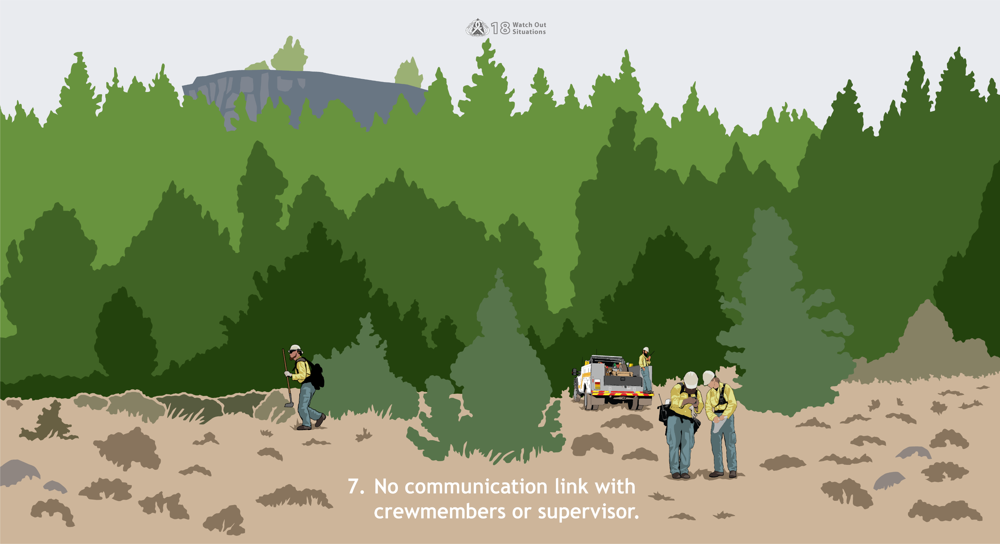 18 Watch Out
Situations
7. No communication link with
crewmembers or supervisor.